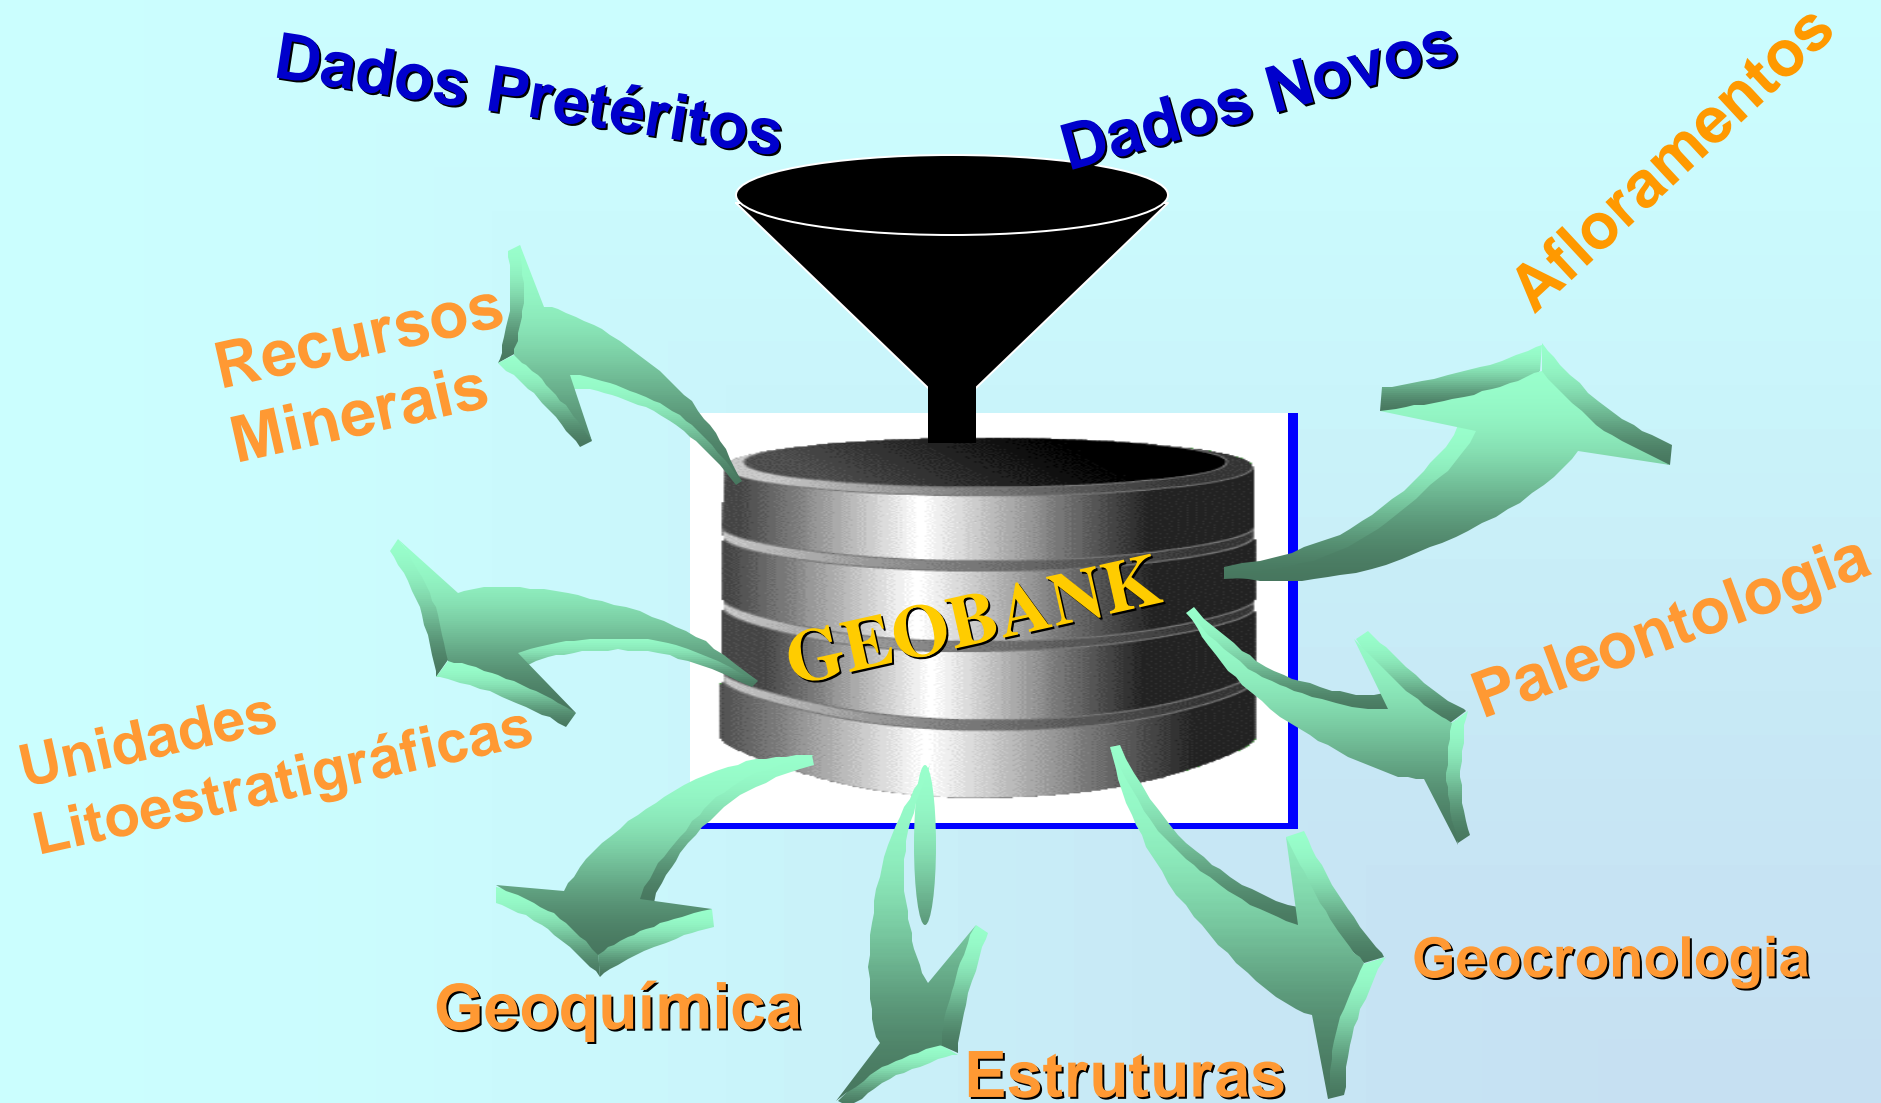 Dados Pretéritos
Dados Novos
Afloramentos
Recursos
Minerais
GEOBANK
Paleontologia
Unidades
Litoestratigráficas
Geocronologia
Geoquímica
Estruturas